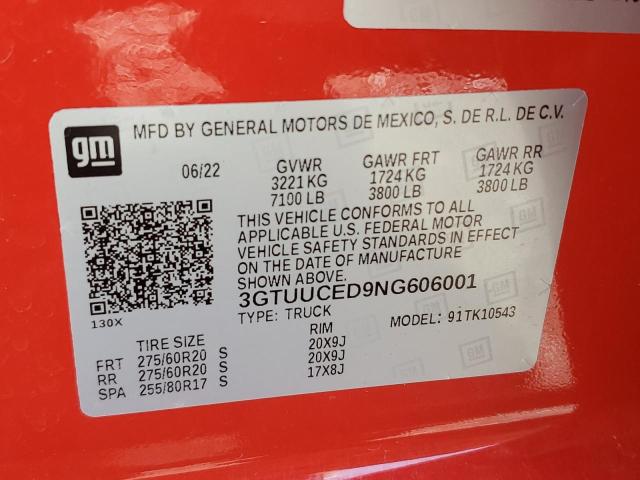 gm
MFD BY GENERAL MOTORS DE MEXICO, S. DE R.L. DE C.V.
06/22 GVWR GAWR FRT GAWR RR
3221 KG 1724 KG 1724 KG
7100 LB 3800 LB 3800 LB
THIS VEHICLE CONFORMS TO ALL
APPLICABLE U.S. FEDERAL MOTOR
VEHICLE SAFETY STANDARDS IN EFFECT
ON THE DATE OF MANUFACTURE
SHOWN ABOVE.
3GTUUCED9NG606001
130X
TYPE: TRUCK MODEL: 91TK10543
TIRE SIZE RIM
FRT 275/60R20 S 20X9J
RR 275/60R20 S 20X9J
SPA 255/80R17 S 17X8J